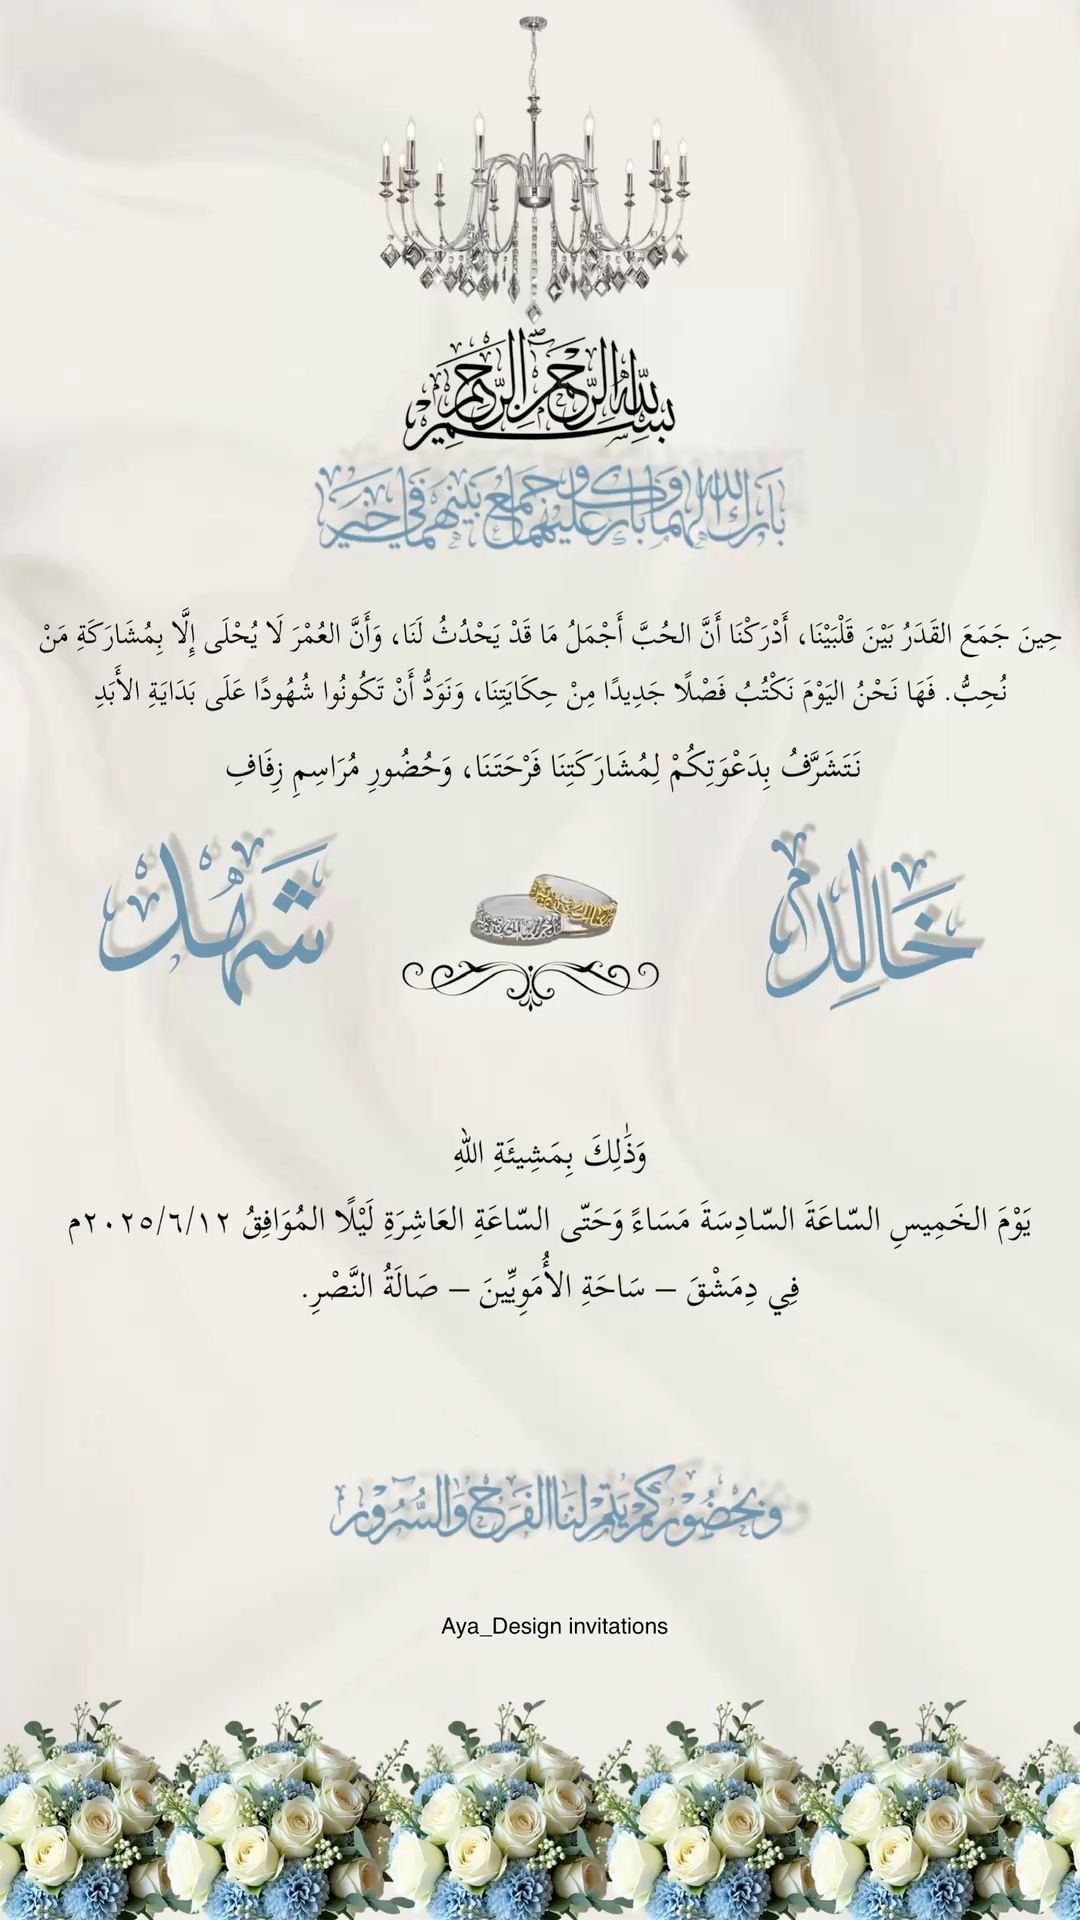 بسم الله الرحمن الرحيم
بارك الله لهما وبارك عليهما وجمع بينهما في خير
حِينَ جَمَعَ القَدَرُ بَيْنَ قَلْبَيْنَا، أَدْرَكْنَا أَنَّ الحُبَّ أَجْمَلُ مَا قَدْ يَحْدُثُ لَنَا، وَأَنَّ العُمْرَ لَا يُحْلَى إِلَّا بِمُشَارَكَةِ مَنْ
نُحِبُّ. فَهَا نَحْنُ اليَوْمَ نَكْتُبُ فَصْلًا جَدِيدًا مِنْ حِكَايَتِنَا، وَنَوَدُّ أَنْ تَكُونُوا شُهُودًا عَلَى بَدَايَةِ الأَبَدِ
نَتَشَرَّفُ بِدَعْوَتِكُمْ لِمُشَارَكَتِنَا فَرْحَتَنَا، وَحُضُورِ مُرَاسِمِ زِفَافِ
خَالِد
شَهْد
وَذَٰلِكَ بِمَشِيئَةِ اللهِ
يَوْمَ الخَمِيسِ السّاعَةَ السّادِسَةَ مَسَاءً وَحَتّى السّاعَةِ العَاشِرَةِ لَيْلًا المُوَافِقُ ٢٠٢٥/٦/١٢م
فِي دِمَشْقَ – سَاحَةِ الأُمَوِيِّينَ – صَالَةُ النَّصْرِ.
وبحضوركم يتم لنا الفرح والسرور
Aya_Design invitations